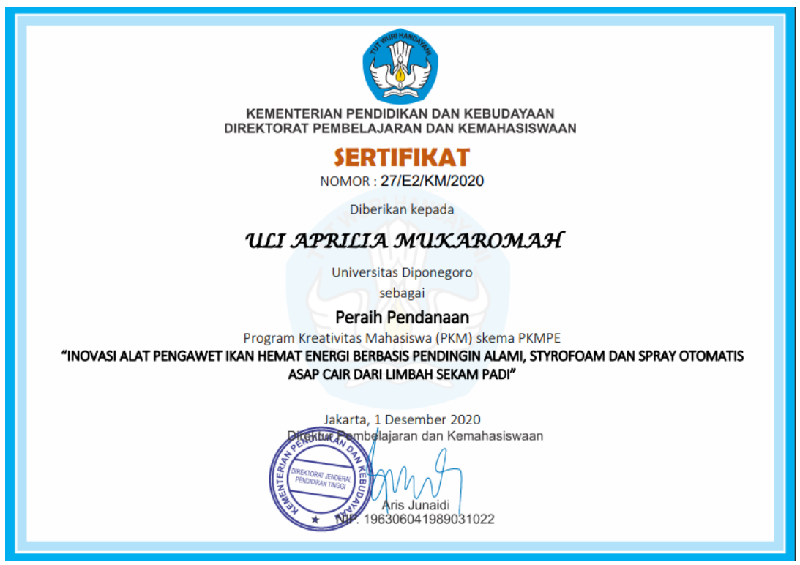 TUT WURI HANDAYANI
KEMENTERIAN PENDIDIKAN DAN KEBUDAYAAN
DIREKTORAT PEMBELAJARAN DAN KEMAHASISWAAN
SERTIFIKAT
NOMOR : 27/E2/KM/2020
Diberikan kepada
ULI APRILIA MUKAROMAH
Universitas Diponegoro
sebagai
Peraih Pendanaan
Program Kreativitas Mahasiswa (PKM) skema PKMPE
“INOVASI ALAT PENGAWET IKAN HEMAT ENERGI BERBASIS PENDINGIN ALAMI, STYROFOAM DAN SPRAY OTOMATIS
ASAP CAIR DARI LIMBAH SEKAM PADI”
Jakarta, 1 Desember 2020
Direktur Pembelajaran dan Kemahasiswaan
KEMENTERIAN PENDIDIKAN DAN KEBUDAYAAN
DIREKTORAT JENDERAL
PENDIDIKAN TINGGI
Aris Junaidi
NIP. 196306041989031022